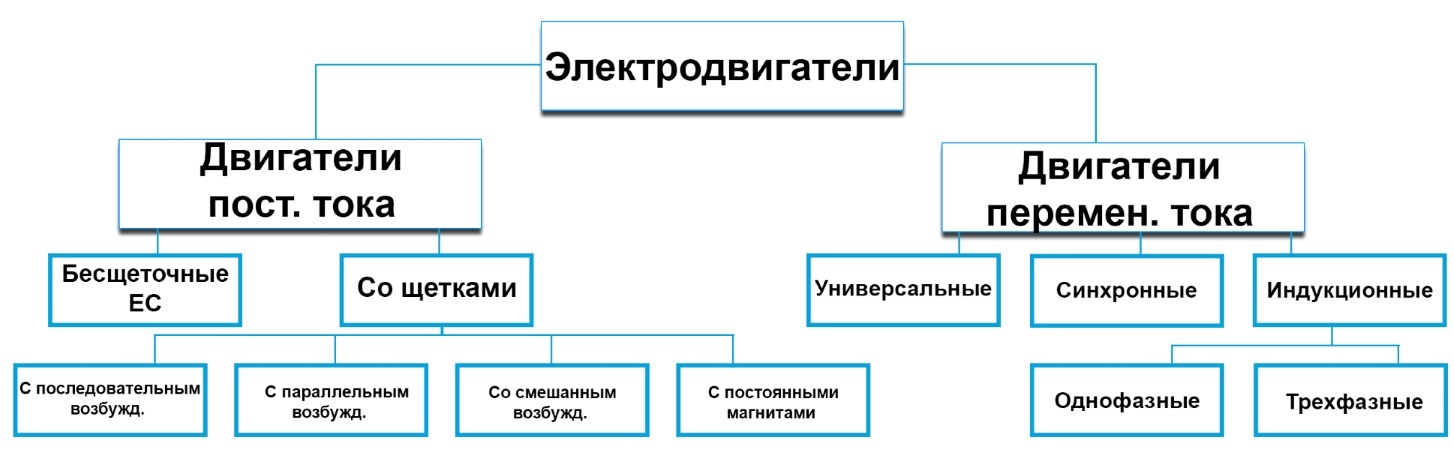 Электродвигатели
Двигатели
пост. тока
Двигатели
перемен. тока
Бесщеточные
ЕС
Со щетками
Универсальные
Синхронные
Индукционные
С последовательным
возбужд.
С параллельным
возбужд.
Со смешанным
возбужд.
С постоянными
магнитами
Однофазные
Трехфазные